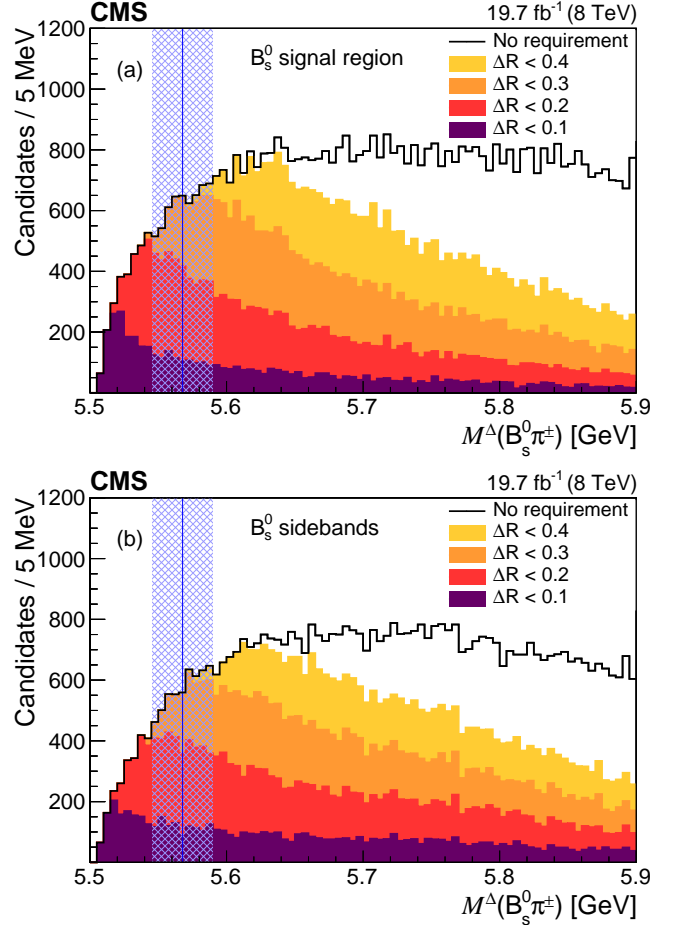 CMS 19.7 fb⁻¹ (8 TeV)
1200
1000
800
600
400
200
Candidates / 5 MeV
(a)
B⁰ₛ signal region
No requirement
ΔR < 0.4
ΔR < 0.3
ΔR < 0.2
ΔR < 0.1
5.5 5.6 5.7 5.8 5.9
M^Δ(B⁰ₛπ±) [GeV]
CMS 19.7 fb⁻¹ (8 TeV)
1200
1000
800
600
400
200
Candidates / 5 MeV
(b)
B⁰ₛ sidebands
No requirement
ΔR < 0.4
ΔR < 0.3
ΔR < 0.2
ΔR < 0.1
5.5 5.6 5.7 5.8 5.9
M^Δ(B⁰ₛπ±) [GeV]